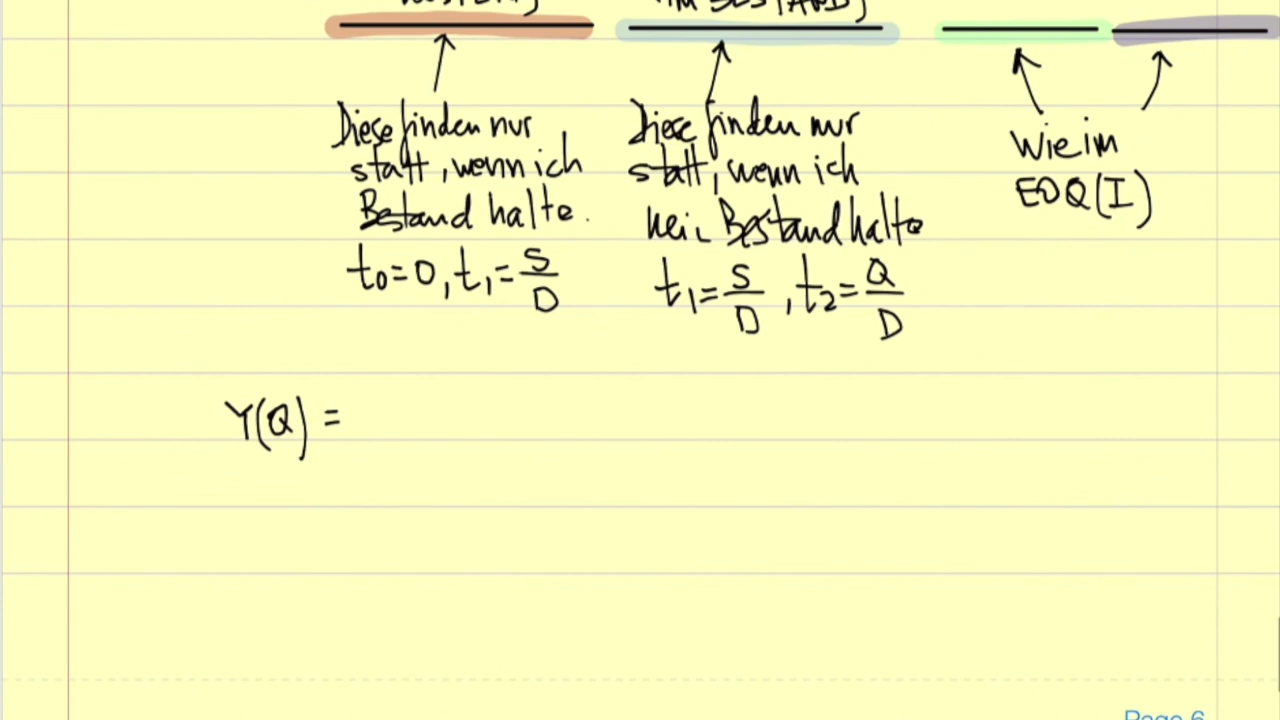 Diese finden nur
statt, wenn ich
Bestand halte.
t₀=0, t₁= S/D
Diese finden nur
statt, wenn ich
kein Bestand halte
t₁= S/D, t₂= Q/D
Wie im
EOQ(I)
Y(Q) =